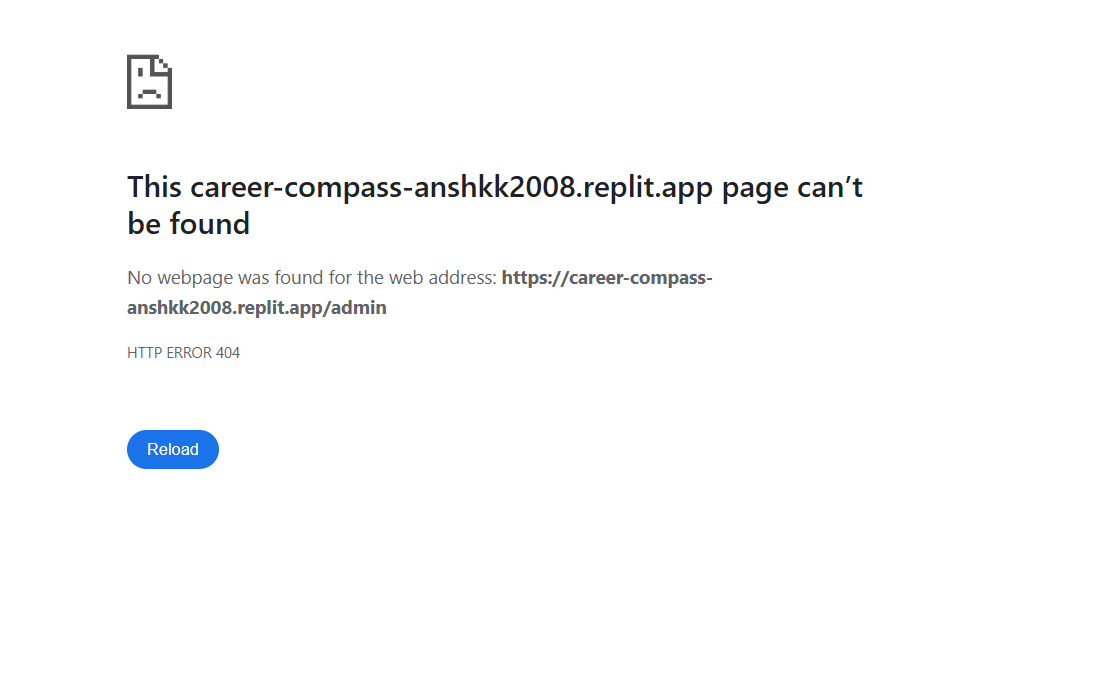 This career-compass-anshkk2008.replit.app page can’t
be found
No webpage was found for the web address: https://career-compass-
anshkk2008.replit.app/admin
HTTP ERROR 404
Reload